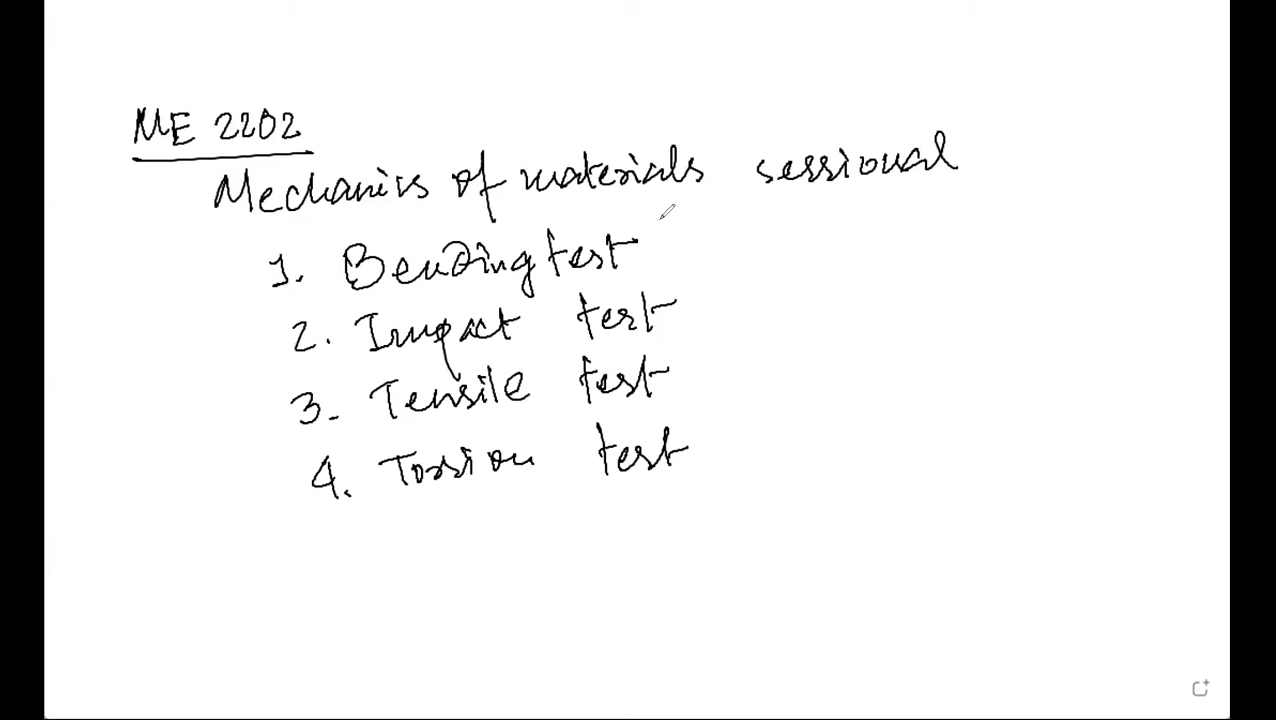 ME 2202
Mechanics of materials sessional
1. Bending test
2. Impact test
3. Tensile test
4. Torsion test